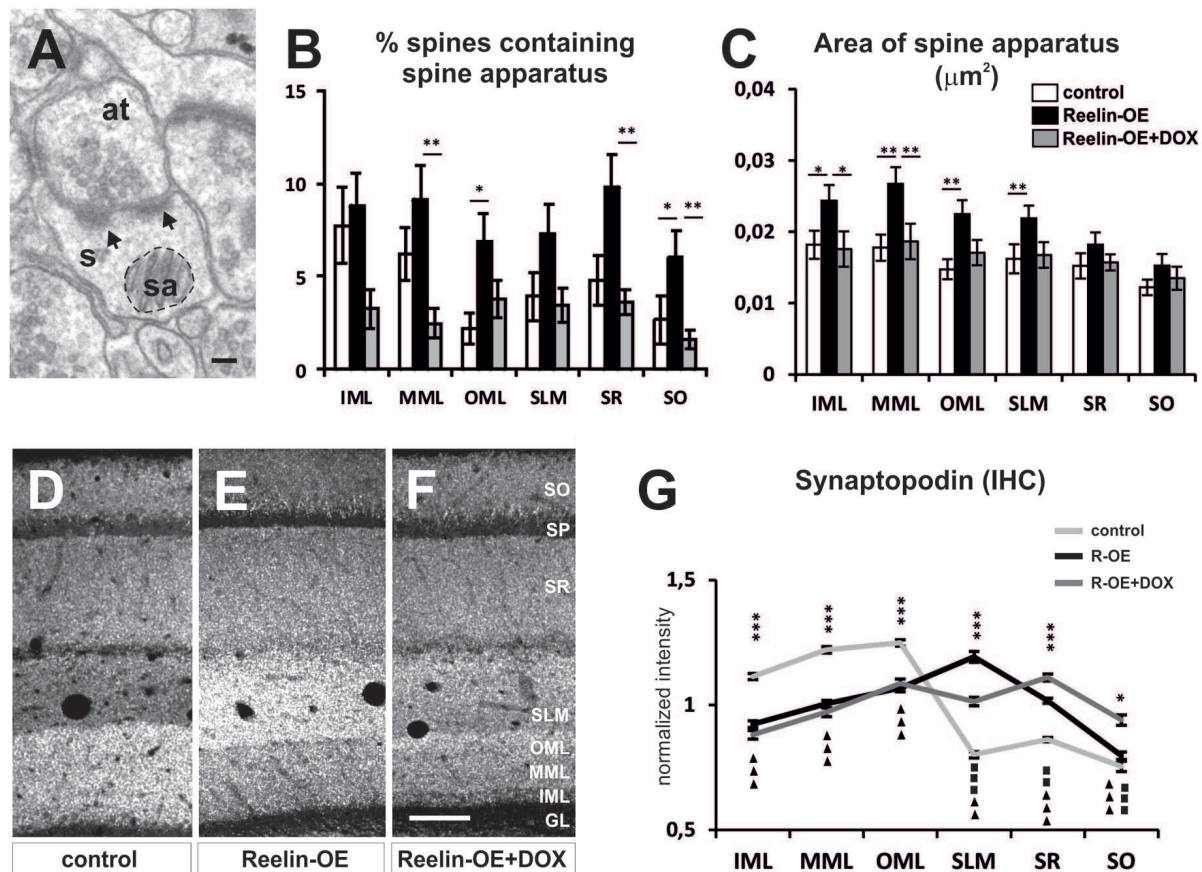 A
at
s
sa
B
% spines containing
spine apparatus
15
10
5
0
**
*
**
*
**
IML MML OML SLM SR SO
C
Area of spine apparatus
(μm²)
control
Reelin-OE
Reelin-OE+DOX
0,04
0,03
0,02
0,01
0
* *
** **
**
**
IML MML OML SLM SR SO
D
E
F
SO
SP
SR
SLM
OML
MML
IML
GL
control
Reelin-OE
Reelin-OE+DOX
G
Synaptopodin (IHC)
control
R-OE
R-OE+DOX
normalized intensity
1,5
1
0,5
***
***
***
***
***
*
▲▲▲
▲▲▲
▲▲▲
■■■▲▲
■■▲▲▲
▲▲▲
■■■
IML MML OML SLM SR SO